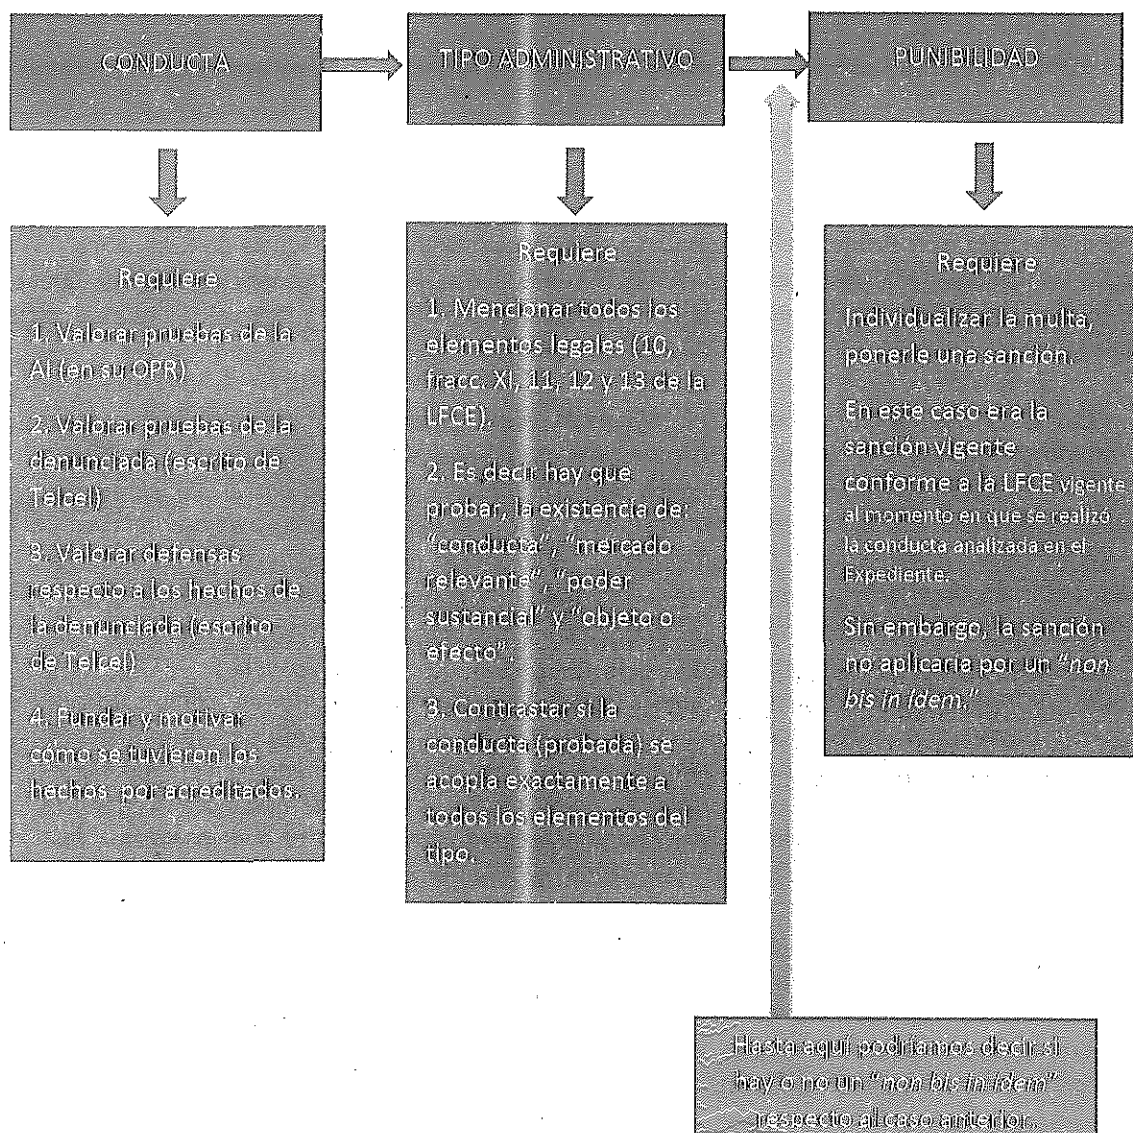 CONDUCTA
TIPO ADMINISTRATIVO
PUNIBILIDAD
Requiere
1. Valorar pruebas de la
AI (en su OPR)
2. Valorar pruebas de la
denunciada (escrito de
Telcel)
3. Valorar defensas
respecto a los hechos de
la denunciada (escrito
de Telcel)
4. Fundar y motivar
cómo se tuvieron los
hechos por acreditados.
Requiere
1. Mencionar todos los
elementos legales (10,
fracc. XI, 11, 12 y 13 de la
LFCE).
2. Es decir hay que
probar, la existencia de:
"conducta", "mercado
relevante", "poder
sustancial" y "objeto o
efecto".
3. Contrastar si la
conducta (probada) se
acopla exactamente a
todos los elementos del
tipo.
Requiere
Individualizar la multa,
ponerle una sanción.
En este caso era la
sanción vigente
conforme a la LFCE vigente
al momento en que se realizó
la conducta analizada en el
Expediente.
Sin embargo, la sanción
no aplicaría por un "non
bis in ídem."
Hasta aquí podríamos decir si
hay o no un "non bis in ídem"
respecto al caso anterior.